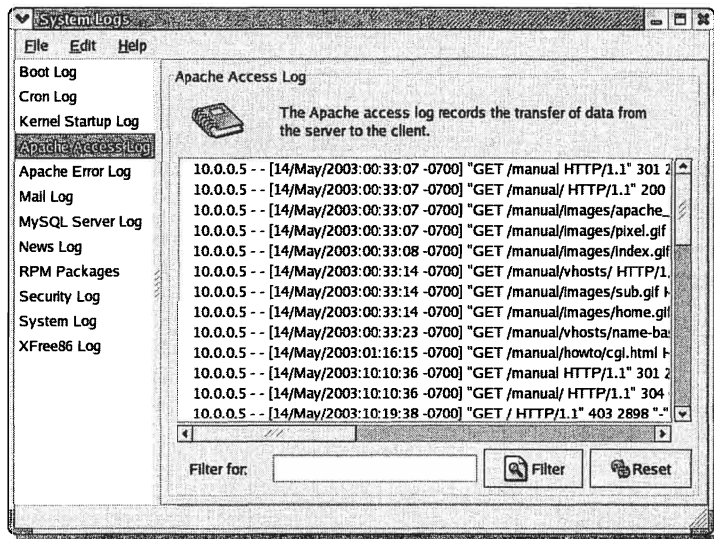 System Logs
File Edit Help
Boot Log
Cron Log
Kernel Startup Log
Apache Access Log
Apache Error Log
Mail Log
MySQL Server Log
News Log
RPM Packages
Security Log
System Log
XFree86 Log
Apache Access Log
The Apache access log records the transfer of data from
the server to the client.
10.0.0.5 - - [14/May/2003:00:33:07 -0700] "GET /manual HTTP/1.1" 301 2
10.0.0.5 - - [14/May/2003:00:33:07 -0700] "GET /manual/ HTTP/1.1" 200
10.0.0.5 - - [14/May/2003:00:33:07 -0700] "GET /manual/images/apache_
10.0.0.5 - - [14/May/2003:00:33:07 -0700] "GET /manual/images/pixel.gif
10.0.0.5 - - [14/May/2003:00:33:08 -0700] "GET /manual/images/index.gif
10.0.0.5 - - [14/May/2003:00:33:14 -0700] "GET /manual/vhosts/ HTTP/1.
10.0.0.5 - - [14/May/2003:00:33:14 -0700] "GET /manual/images/sub.gif H
10.0.0.5 - - [14/May/2003:00:33:14 -0700] "GET /manual/images/home.gif
10.0.0.5 - - [14/May/2003:00:33:23 -0700] "GET /manual/vhosts/name-ba
10.0.0.5 - - [14/May/2003:01:16:15 -0700] "GET /manual/howto/cgi.html H
10.0.0.5 - - [14/May/2003:10:10:36 -0700] "GET /manual HTTP/1.1" 301 2
10.0.0.5 - - [14/May/2003:10:10:36 -0700] "GET /manual/ HTTP/1.1" 304
10.0.0.5 - - [14/May/2003:10:19:38 -0700] "GET / HTTP/1.1" 403 2898 "-"
Filter for: Filter Reset